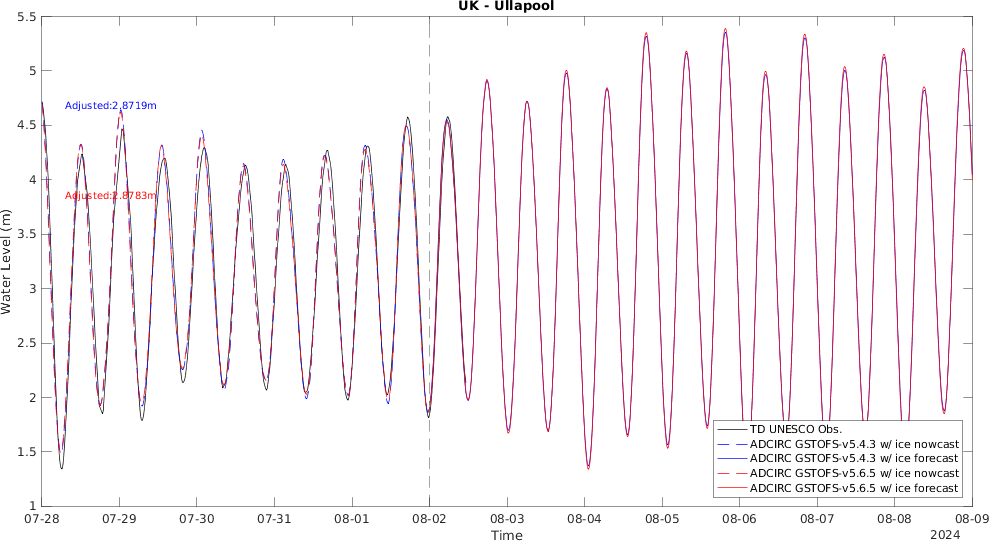 UK - Ullapool
5.5
5
4.5
4
3.5
3
2.5
2
1.5
1
Water Level (m)
Adjusted:2.8719m
Adjusted:2.8783m
TD UNESCO Obs.
ADCIRC GSTOFS-v5.4.3 w/ ice nowcast
ADCIRC GSTOFS-v5.4.3 w/ ice forecast
ADCIRC GSTOFS-v5.6.5 w/ ice nowcast
ADCIRC GSTOFS-v5.6.5 w/ ice forecast
07-28 07-29 07-30 07-31 08-01 08-02 08-03 08-04 08-05 08-06 08-07 08-08 08-09
Time
2024